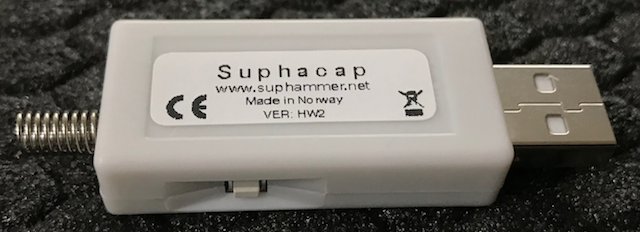 Suphacap
www.suphammer.net
Made in Norway
CE
VER: HW2